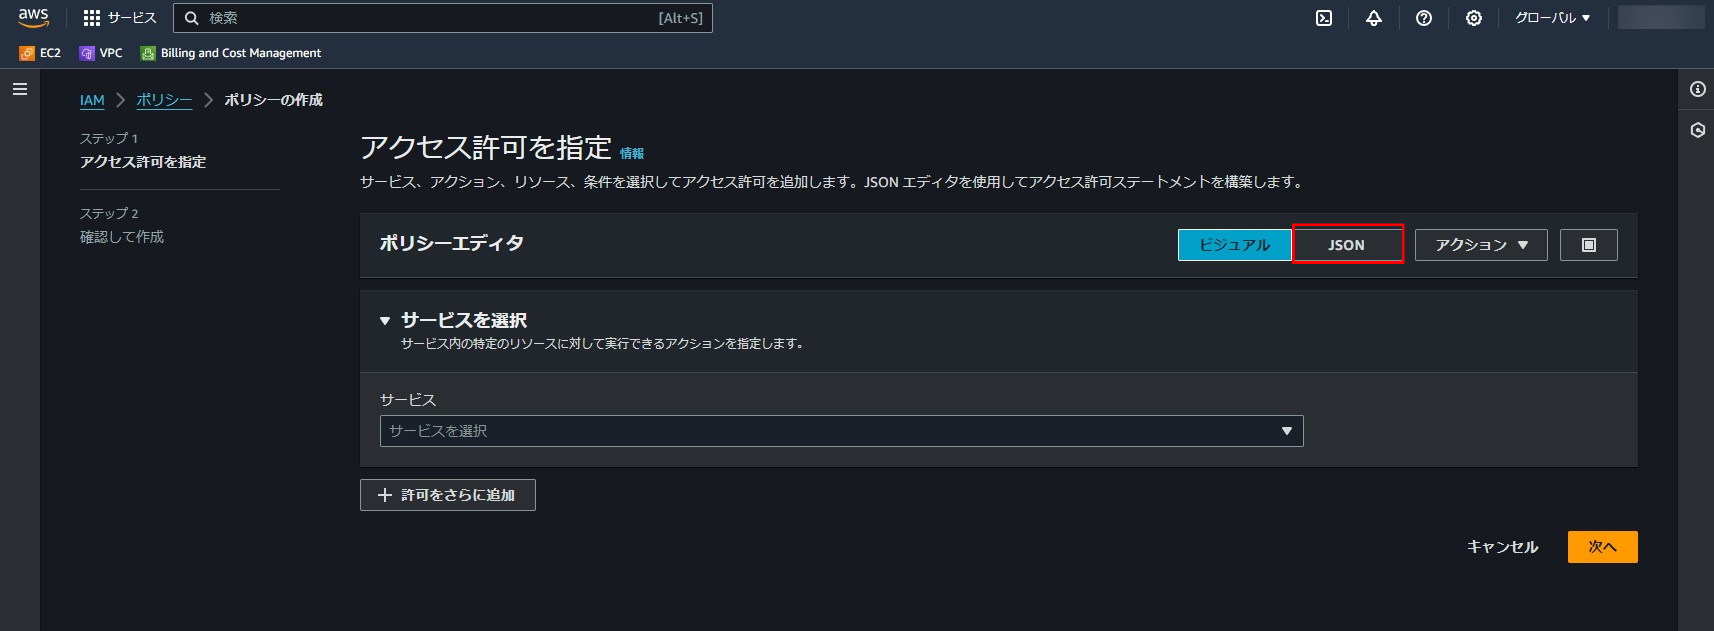 aws サービス 検索 [Alt+S] グローバル
EC2 VPC Billing and Cost Management
IAM ポリシー ポリシーの作成
ステップ 1
アクセス許可を指定
ステップ 2
確認して作成
アクセス許可を指定 情報
サービス、アクション、リソース、条件を選択してアクセス許可を追加します。JSON エディタを使用してアクセス許可ステートメントを構築します。
ポリシーエディタ ビジュアル JSON アクション
サービスを選択
サービス内の特定のリソースに対して実行できるアクションを指定します。
サービス
サービスを選択
許可をさらに追加
キャンセル 次へ